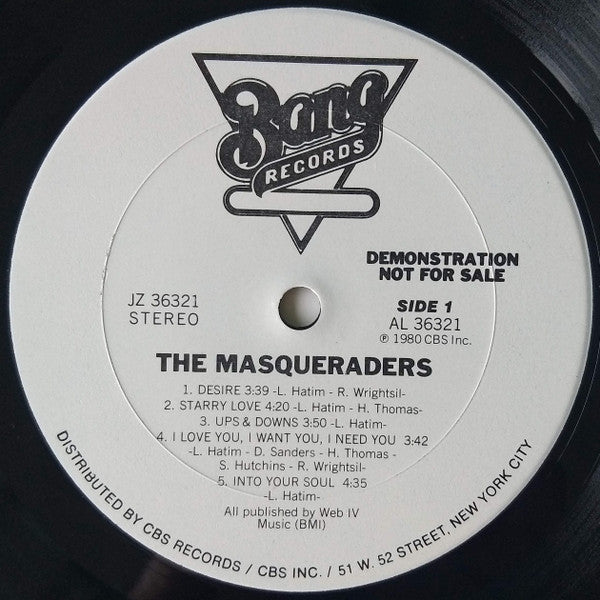 Bang
RECORDS
DEMONSTRATION
NOT FOR SALE
JZ 36321
STEREO
SIDE 1
AL 36321
℗ 1980 CBS Inc.
THE MASQUERADERS
1. DESIRE 3:39 -L. Hatim - R. Wrightsil-
2. STARRY LOVE 4:20 -L. Hatim - H. Thomas-
3. UPS & DOWNS 3:50 -L. Hatim-
4. I LOVE YOU, I WANT YOU, I NEED YOU 3:42
-L. Hatim - D. Sanders - H. Thomas -
S. Hutchins - R. Wrightsil-
5. INTO YOUR SOUL 4:35
-L. Hatim-
All published by Web IV
Music (BMI)
DISTRIBUTED BY CBS RECORDS / CBS INC. / 51 W. 52 STREET, NEW YORK CITY